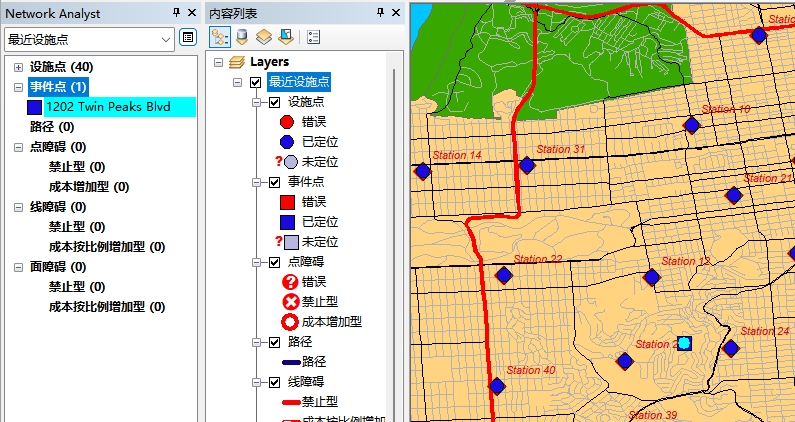 Network Analyst
最近设施点
设施点 (40)
事件点 (1)
1202 Twin Peaks Blvd
路径 (0)
点障碍 (0)
禁止型 (0)
成本增加型 (0)
线障碍 (0)
禁止型 (0)
成本按比例增加型 (0)
面障碍 (0)
禁止型 (0)
成本按比例增加型 (0)
内容列表
Layers
最近设施点
设施点
错误
已定位
?未定位
事件点
错误
已定位
?未定位
点障碍
?错误
禁止型
成本增加型
路径
路径
线障碍
禁止型
成本按比例增加
Station 10
Station 14
Station 31
Station 21
Station 22
Station 12
Station 24
Station 2
Station 40
Station 39